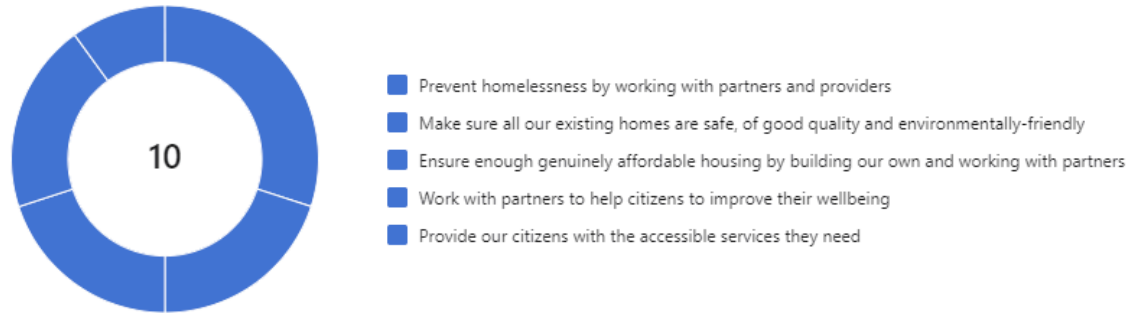 10
Prevent homelessness by working with partners and providers
Make sure all our existing homes are safe, of good quality and environmentally-friendly
Ensure enough genuinely affordable housing by building our own and working with partners
Work with partners to help citizens to improve their wellbeing
Provide our citizens with the accessible services they need